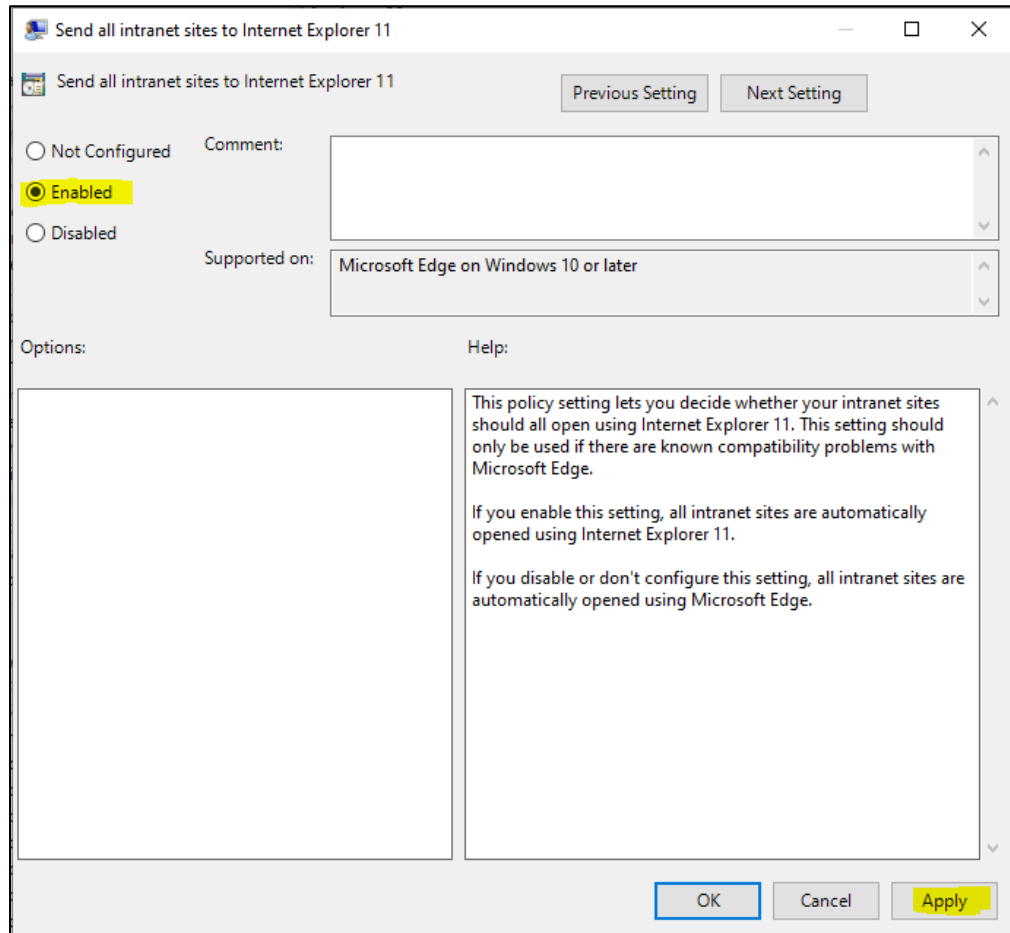 Send all intranet sites to Internet Explorer 11
Send all intranet sites to Internet Explorer 11
Previous Setting
Next Setting
Not Configured
Comment:
Enabled
Disabled
Supported on:
Microsoft Edge on Windows 10 or later
Options:
Help:
This policy setting lets you decide whether your intranet sites
should all open using Internet Explorer 11. This setting should
only be used if there are known compatibility problems with
Microsoft Edge.
If you enable this setting, all intranet sites are automatically
opened using Internet Explorer 11.
If you disable or don't configure this setting, all intranet sites are
automatically opened using Microsoft Edge.
OK
Cancel
Apply